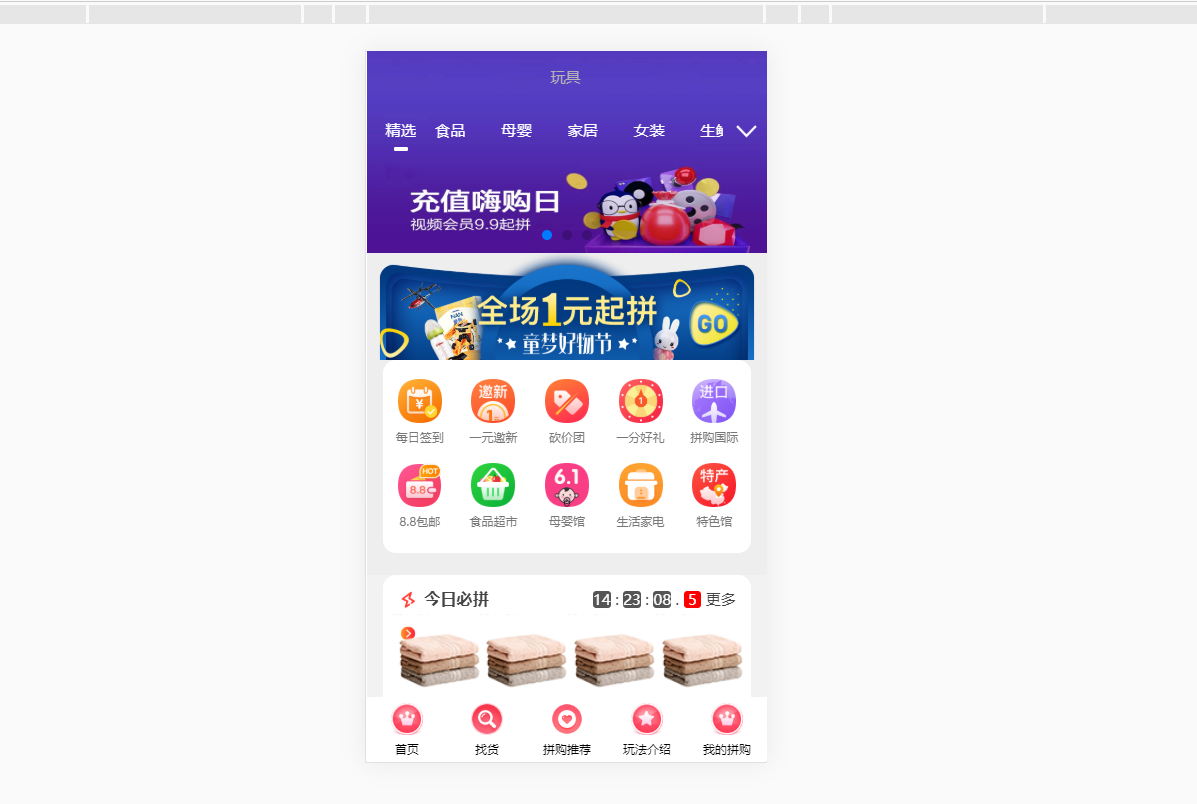 玩具
精选 食品 母婴 家居 女装 生鲜
充值嗨购日
视频会员9.9起拼
全场1元起拼
童梦好物节
GO
NAN
¥ 邀新 1 1 进口
每日签到 一元邀新 砍价团 一分好礼 拼购国际
HOT 8.8 6.1 特产
8.8包邮 食品超市 母婴馆 生活家电 特色馆
今日必拼 14 : 23 : 08 . 5 更多
首页 找货 拼购推荐 玩法介绍 我的拼购